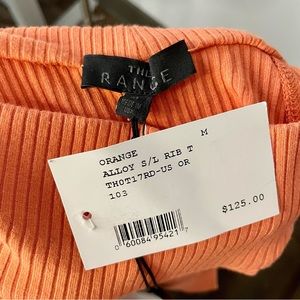 THE
RANGE
ORANGE M
ALLOY S/L RIB T
TH0T17RD-US OR
103
$125.00
0 60084 95421 7